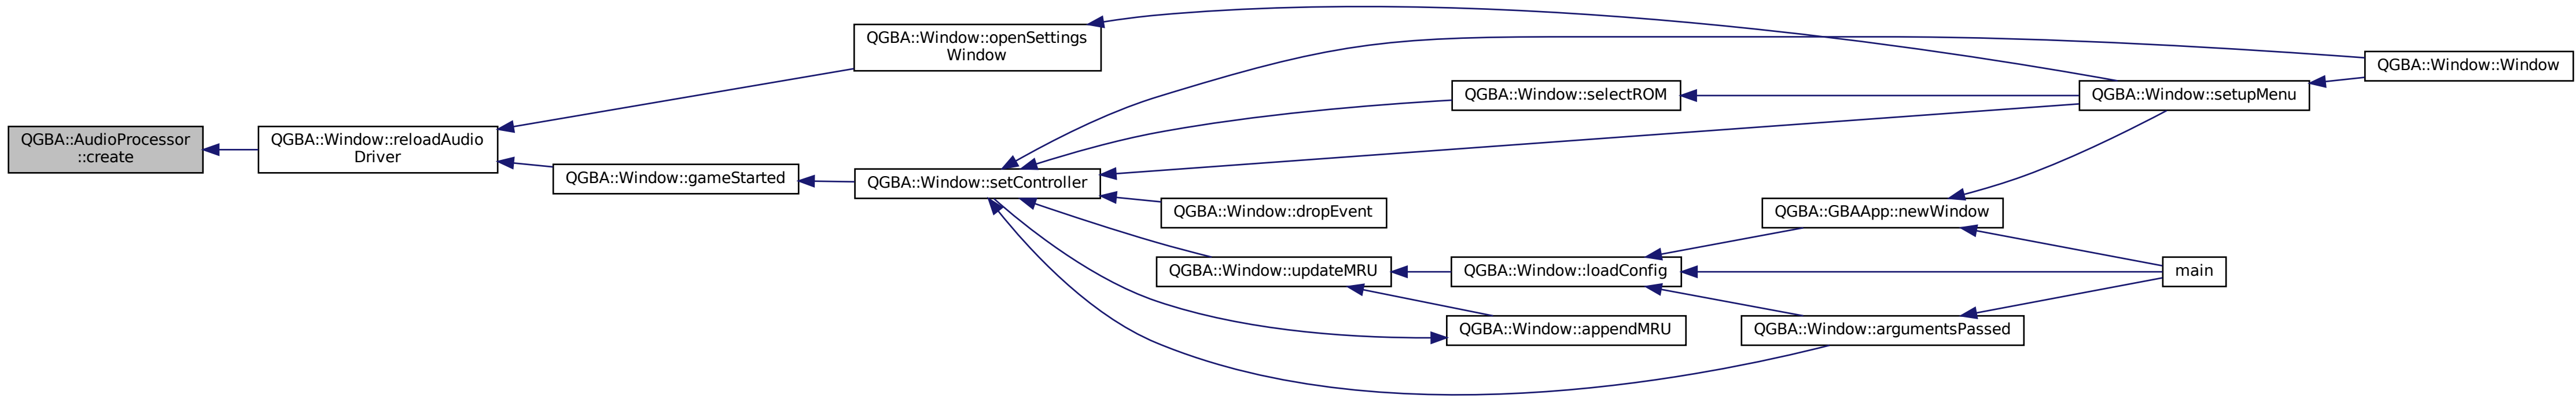 QGBA::AudioProcessor
::create
QGBA::Window::reloadAudio
Driver
QGBA::Window::openSettings
Window
QGBA::Window::gameStarted
QGBA::Window::setController
QGBA::Window::selectROM
QGBA::Window::dropEvent
QGBA::Window::updateMRU
QGBA::Window::loadConfig
QGBA::Window::appendMRU
QGBA::GBAApp::newWindow
QGBA::Window::argumentsPassed
QGBA::Window::setupMenu
main
QGBA::Window::Window